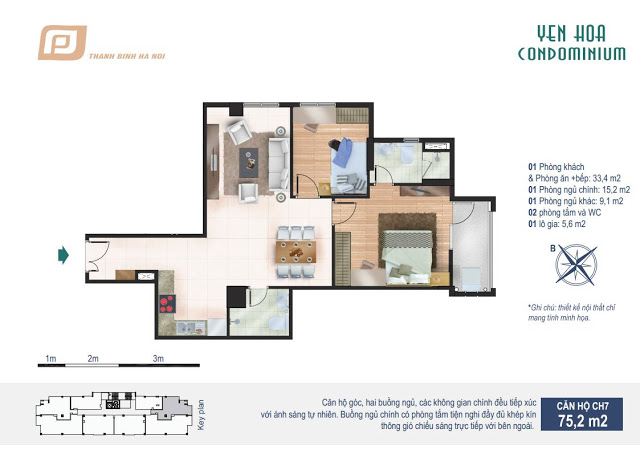 THANH BINH HA NOI
YEN HOA
CONDOMINIUM
01 Phòng khách
& Phòng ăn +bếp: 33,4 m2
01 Phòng ngủ chính: 15,2 m2
01 Phòng ngủ khác: 9,1 m2
02 phòng tắm và WC
01 lô gia: 5,6 m2
B
*Ghi chú: thiết kế nội thất chỉ
mang tính minh họa.
1m 2m 3m
Key plan
Căn hộ góc, hai buồng ngủ, các không gian chính đều tiếp xúc
với ánh sáng tự nhiên. Buồng ngủ chính có phòng tắm tiện nghi đầy đủ khép kín
thông gió chiếu sáng trực tiếp với bên ngoài.
CĂN HỘ CH7
75,2 m2